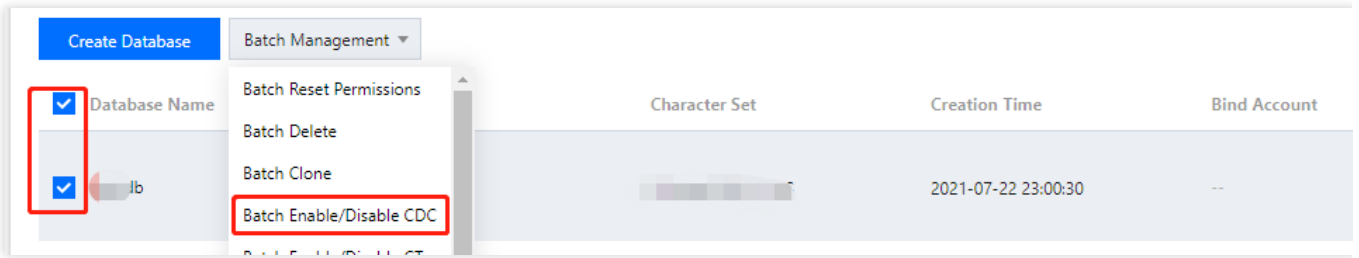 Create Database
Batch Management
Database Name
Character Set
Creation Time
Bind Account
Batch Reset Permissions
Batch Delete
Batch Clone
Batch Enable/Disable CDC
db
2021-07-22 23:00:30
--